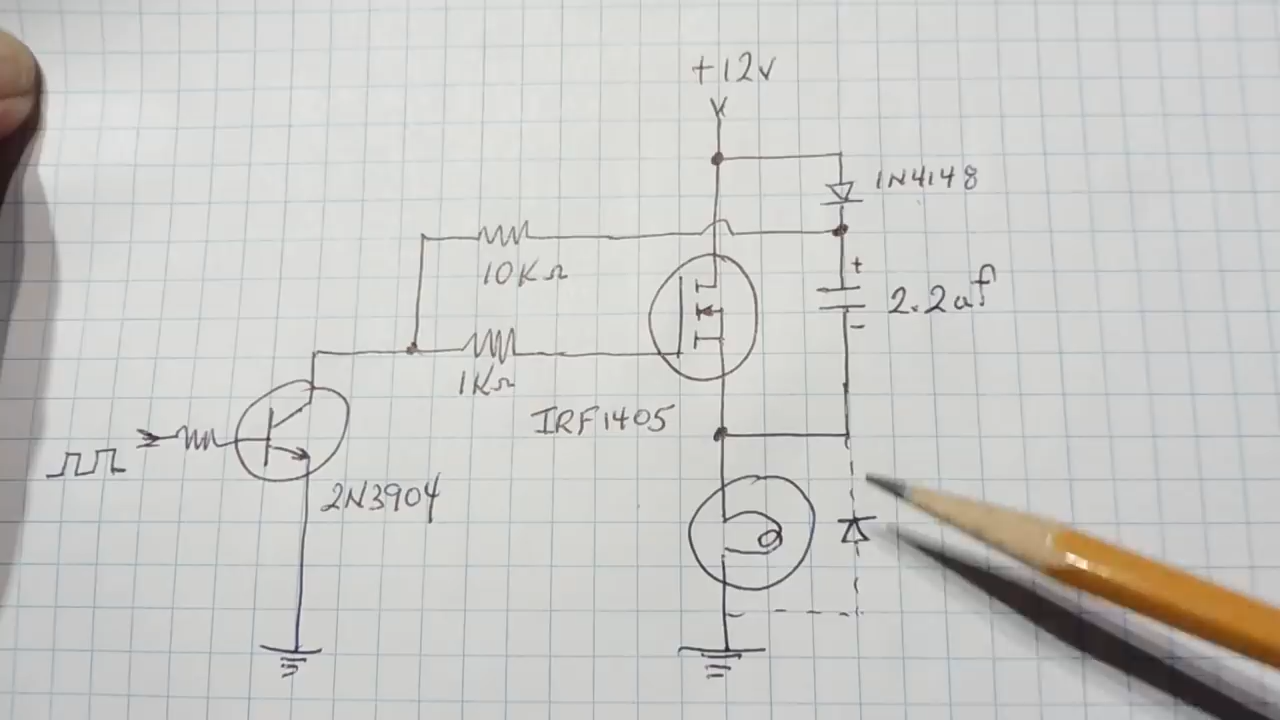 +12v
1N4148
10KΩ
+
2.2uf
-
1KΩ
IRF1405
2N3904